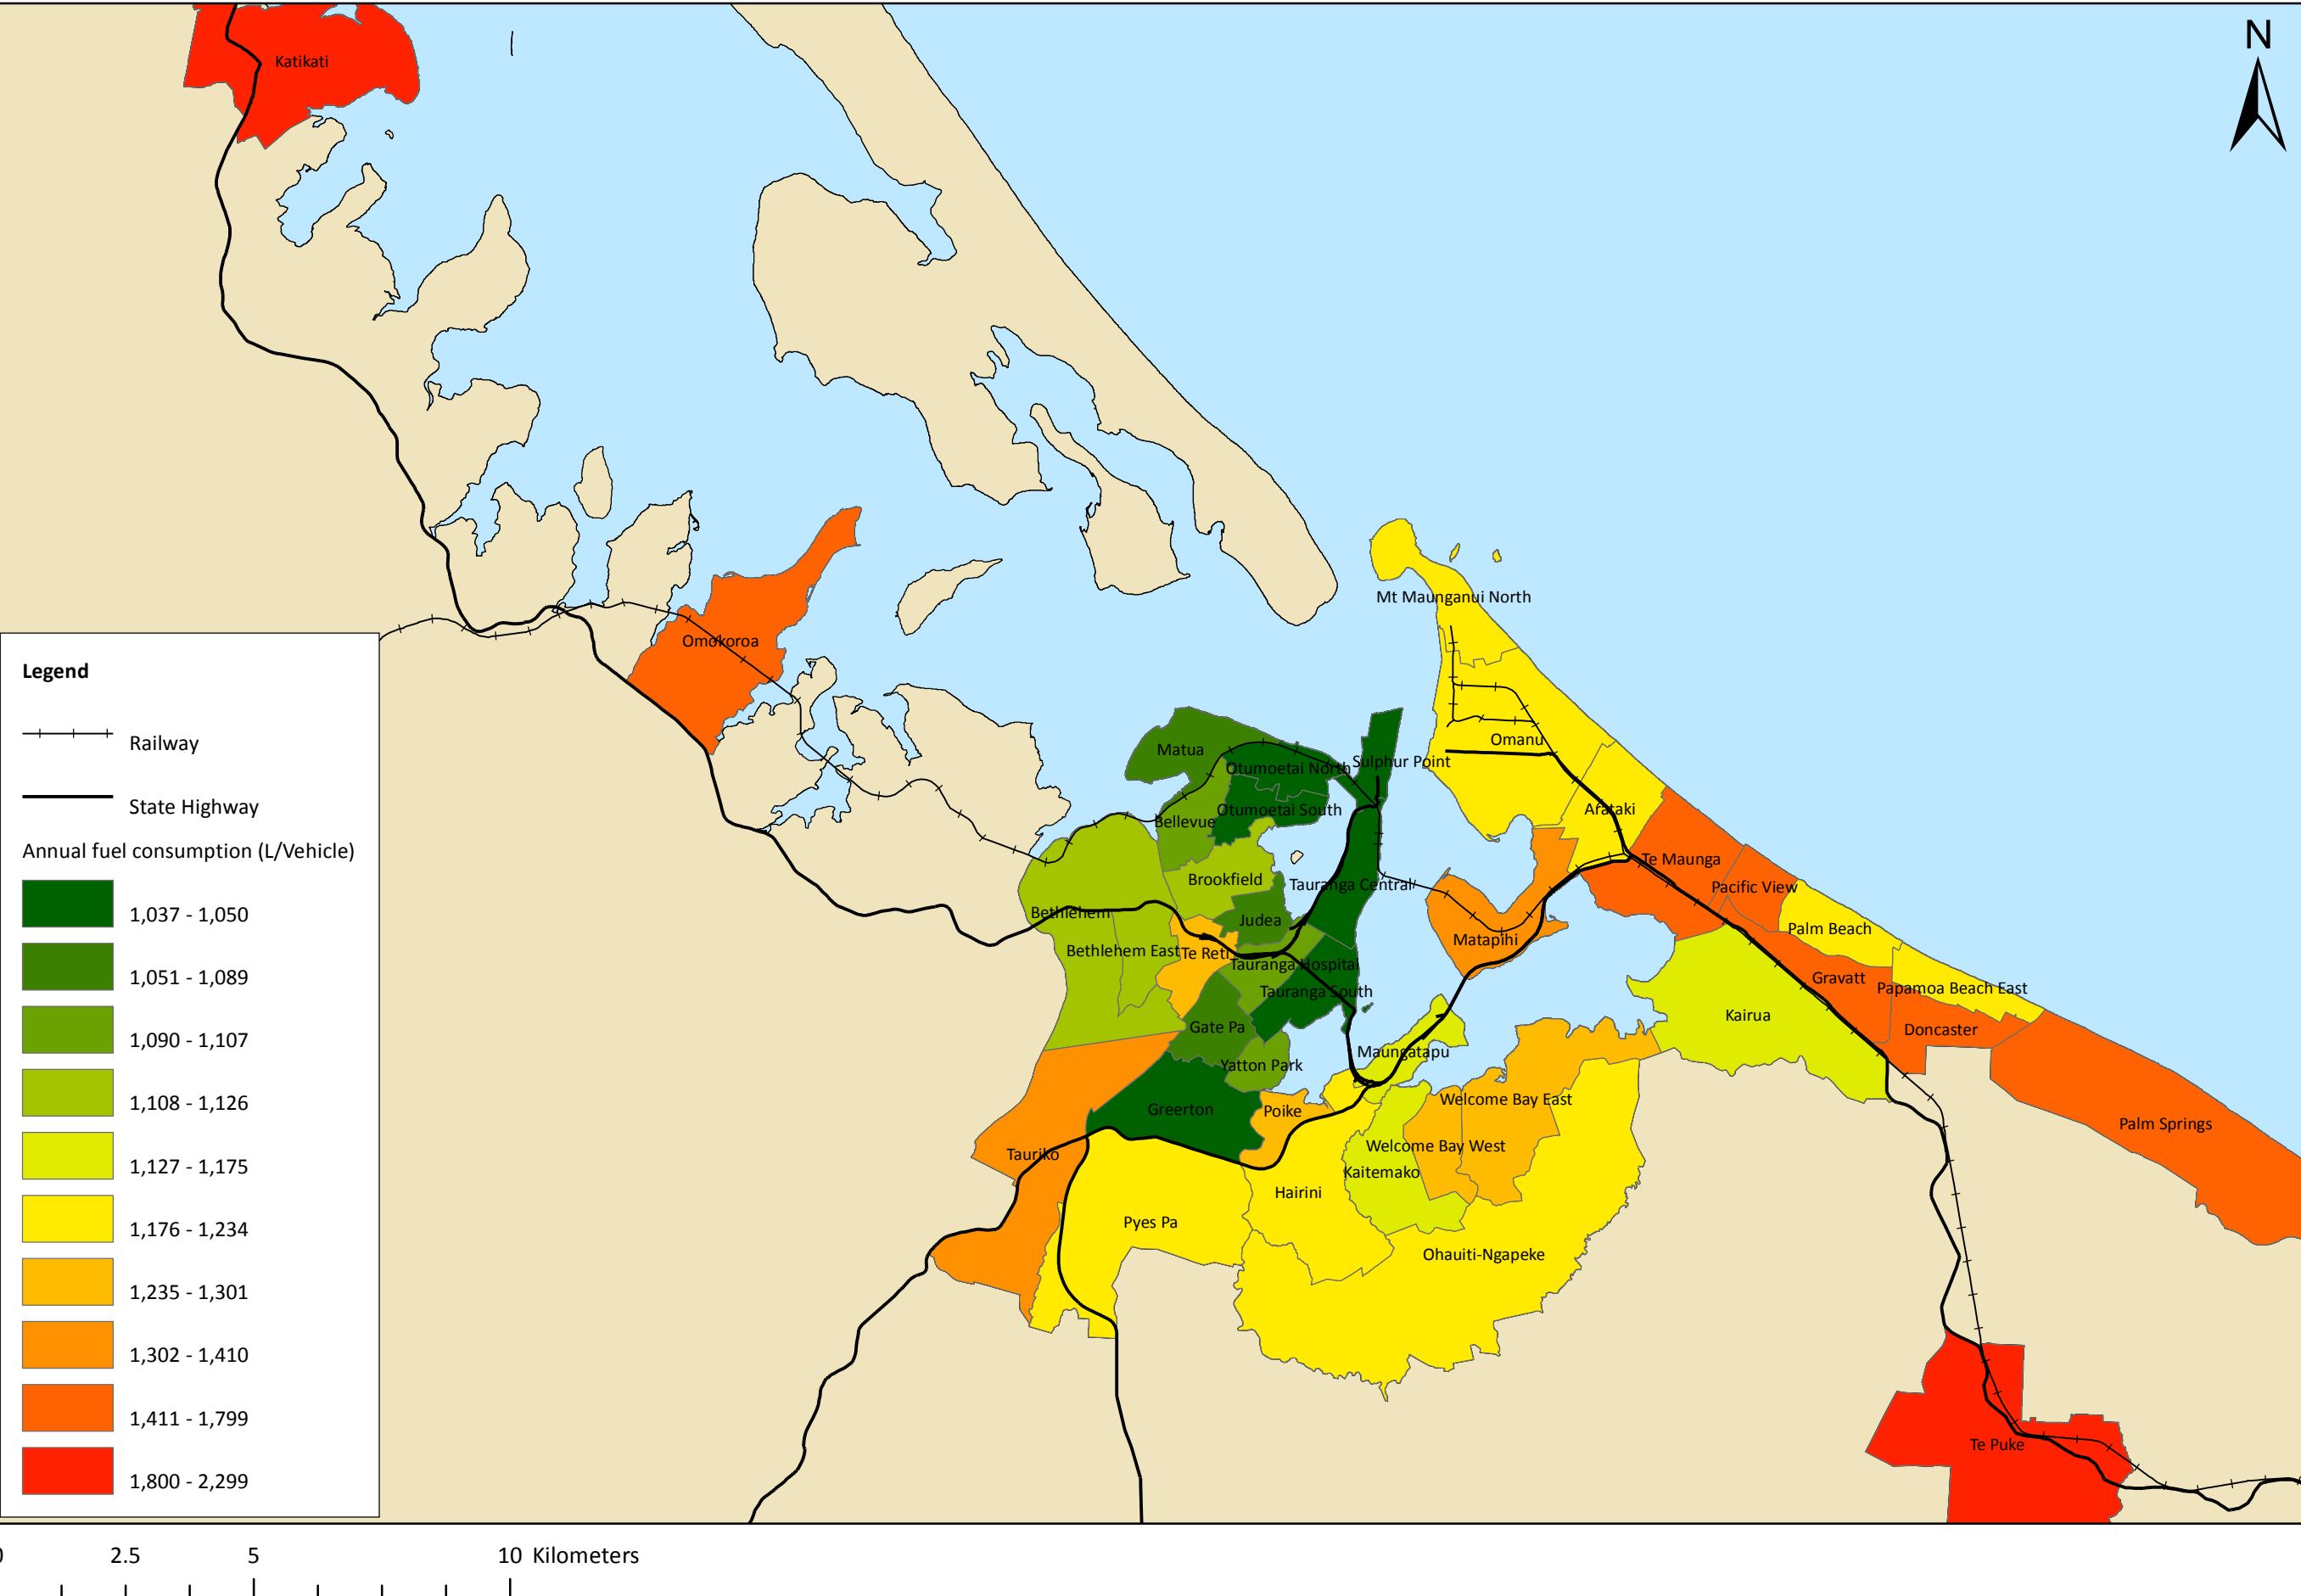 N
Katikati
Mt Maunganui North
Omokoroa
Omanu
Matua
Sulphur Point
Otumoetai North
Otumoetai South
Arataki
Bellevue
Te Maunga
Brookfield
Tauranga Central
Pacific View
Bethlehem
Judea
Palm Beach
Matapihi
Bethlehem East
Te Reti
Tauranga Hospital
Gravatt
Papamoa Beach East
Tauranga South
Kairua
Gate Pa
Doncaster
Maungatapu
Yatton Park
Welcome Bay East
Greerton
Poike
Palm Springs
Welcome Bay West
Tauriko
Kaitemako
Hairini
Pyes Pa
Ohauiti-Ngapeke
Te Puke
Legend
Railway
State Highway
Annual fuel consumption (L/Vehicle)
1,037 - 1,050
1,051 - 1,089
1,090 - 1,107
1,108 - 1,126
1,127 - 1,175
1,176 - 1,234
1,235 - 1,301
1,302 - 1,410
1,411 - 1,799
1,800 - 2,299
0 2.5 5 10 Kilometers